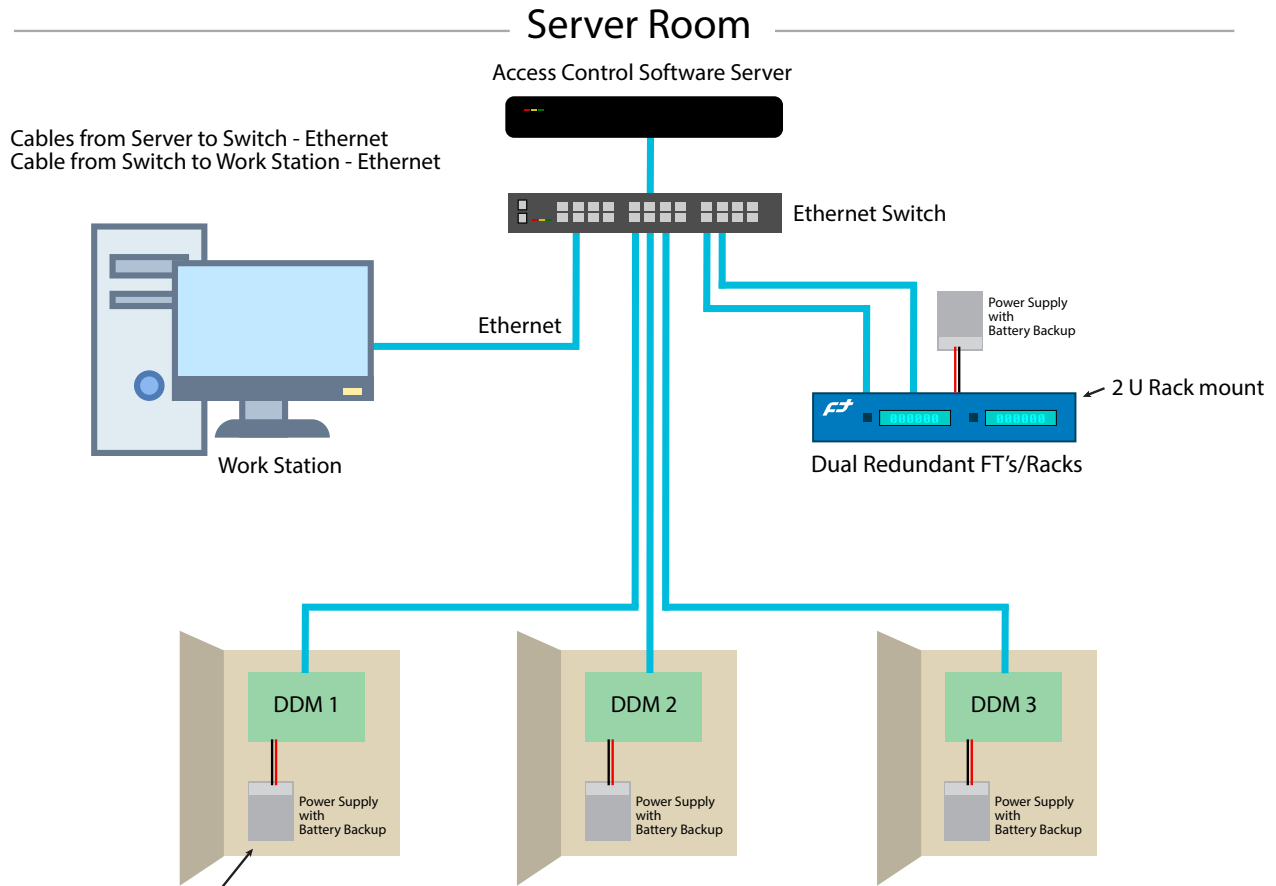 Server Room
Access Control Software Server
Cables from Server to Switch - Ethernet
Cable from Switch to Work Station - Ethernet
Ethernet Switch
Ethernet
Power Supply
with
Battery Backup
2 U Rack mount
FT
000000
000000
Work Station
Dual Redundant FT's/Racks
DDM 1
DDM 2
DDM 3
Power Supply
with
Battery Backup
Power Supply
with
Battery Backup
Power Supply
with
Battery Backup